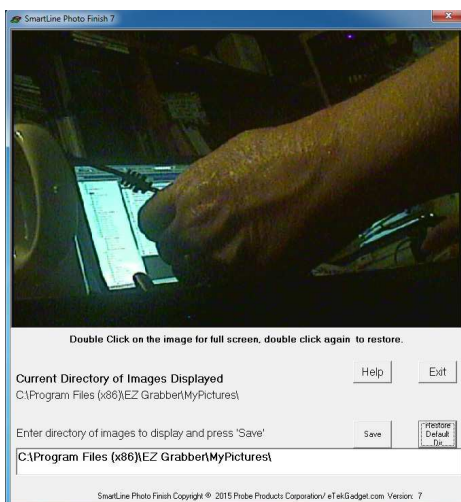 SmartLine Photo Finish 7
Double Click on the image for full screen, double click again to restore.
Help
Exit
Current Directory of Images Displayed
C:\Program Files (x86)\EZ Grabber\MyPictures\
Enter directory of images to display and press 'Save'
Save
Restore
Default
Dir
C:\Program Files (x86)\EZ Grabber\MyPictures\
SmartLine Photo Finish Copyright © 2015 Probe Products Corporation/ eTekGadget.com Version: 7